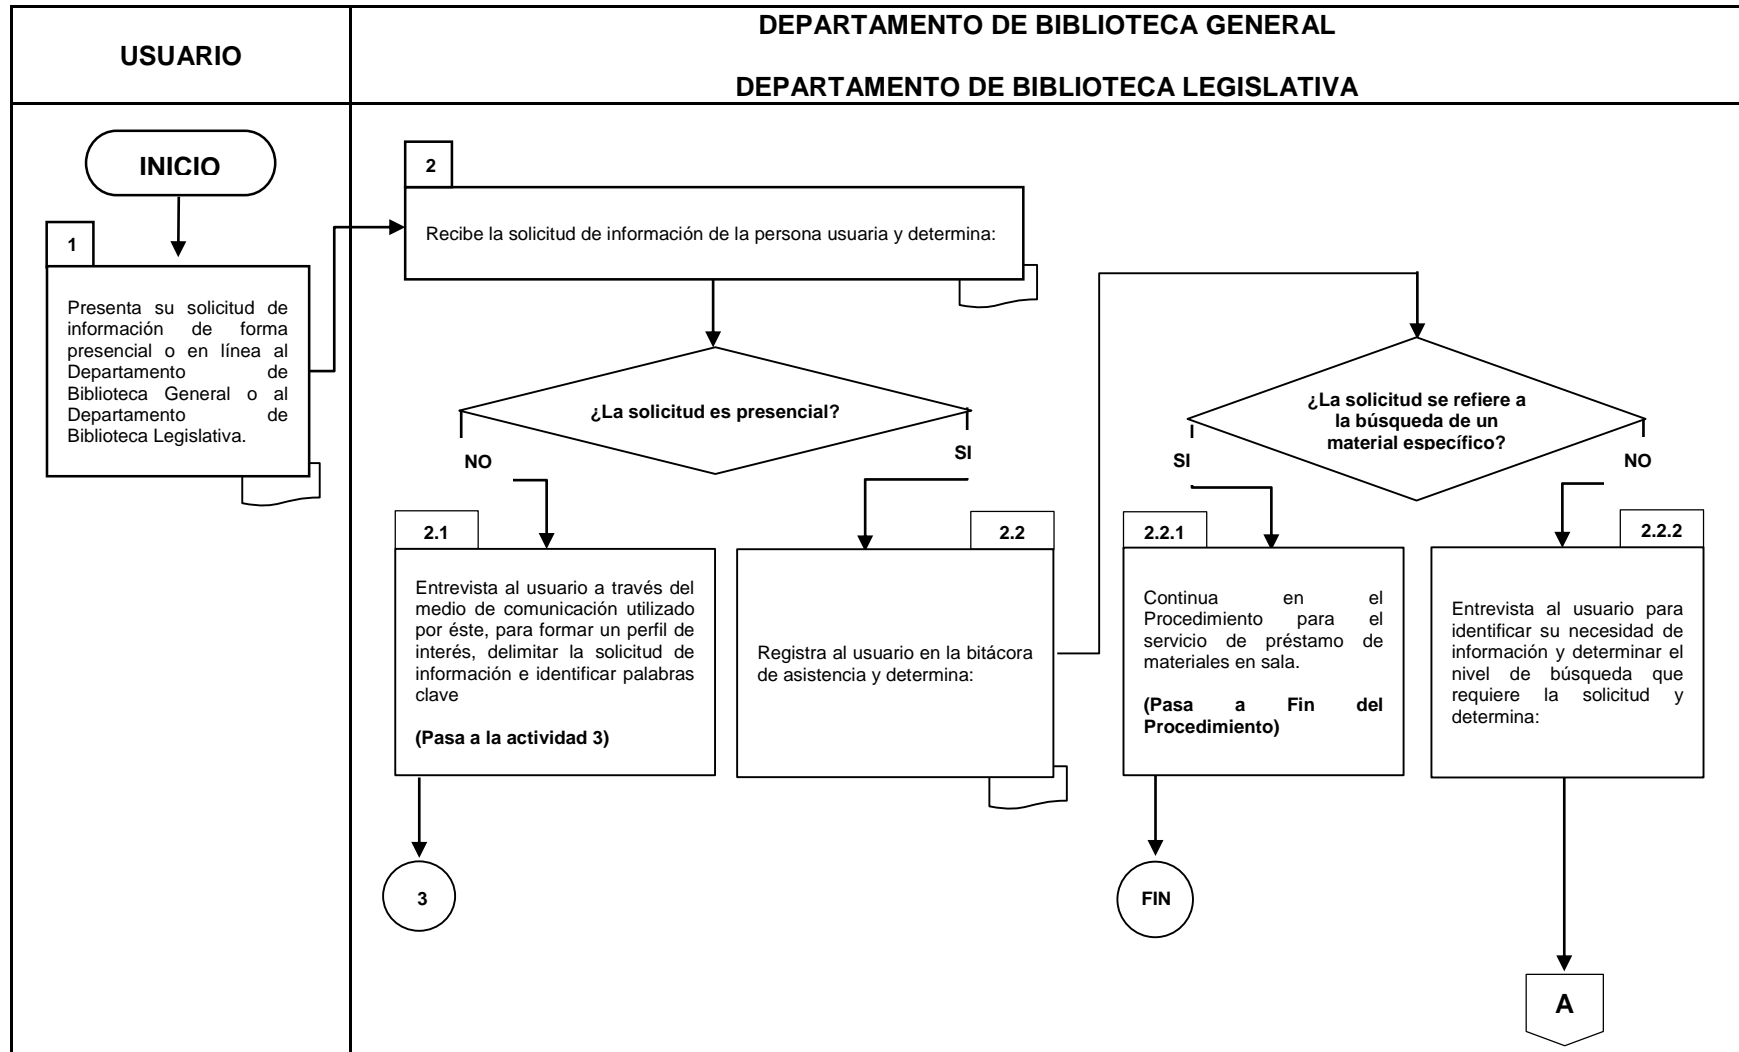 USUARIO
DEPARTAMENTO DE BIBLIOTECA GENERAL
DEPARTAMENTO DE BIBLIOTECA LEGISLATIVA
INICIO
1
Presenta su solicitud de
información de forma
presencial o en línea al
Departamento de
Biblioteca General o al
Departamento de
Biblioteca Legislativa.
2
Recibe la solicitud de información de la persona usuaria y determina:
¿La solicitud es presencial?
NO
SI
2.1
Entrevista al usuario a través del
medio de comunicación utilizado
por éste, para formar un perfil de
interés, delimitar la solicitud de
información e identificar palabras
clave
(Pasa a la actividad 3)
3
2.2
Registra al usuario en la bitácora
de asistencia y determina:
¿La solicitud se refiere a
la búsqueda de un
material específico?
SI
NO
2.2.1
Continua en el
Procedimiento para el
servicio de préstamo de
materiales en sala.
(Pasa a Fin del
Procedimiento)
FIN
2.2.2
Entrevista al usuario para
identificar su necesidad de
información y determinar el
nivel de búsqueda que
requiere la solicitud y
determina:
A